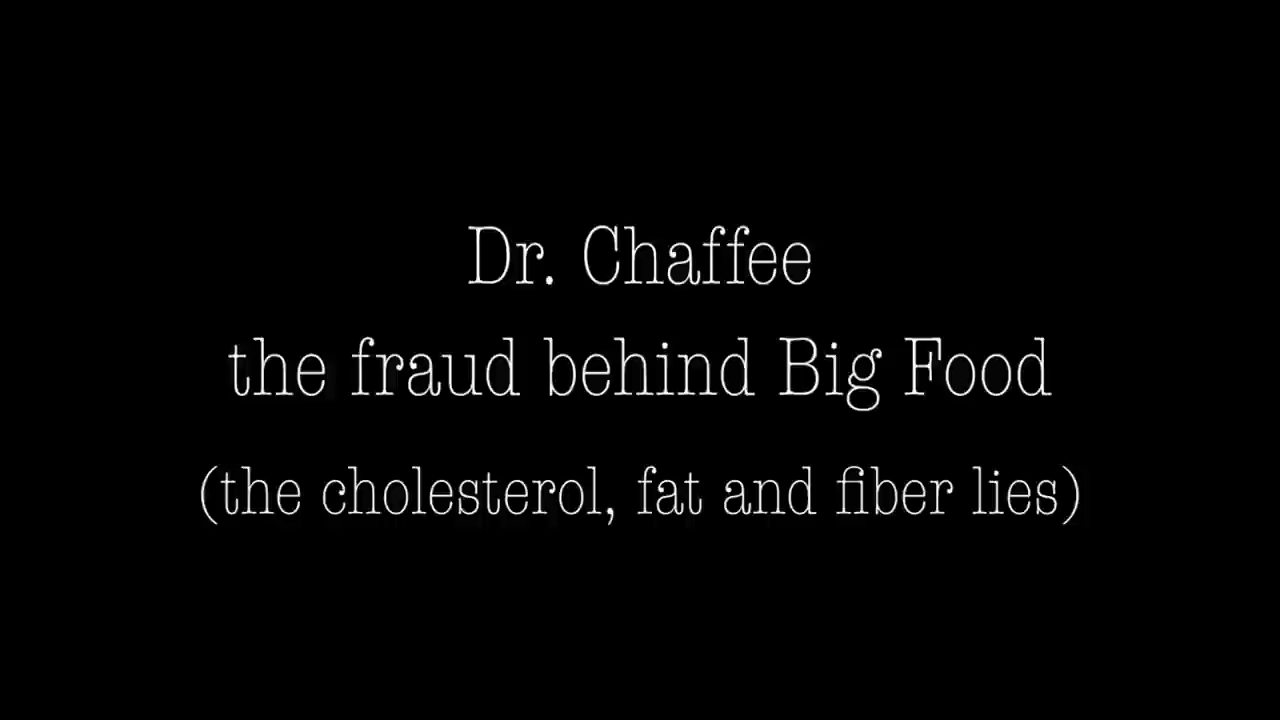 Dr. Chaffee
the fraud behind Big Food
(the cholesterol, fat and fiber lies)